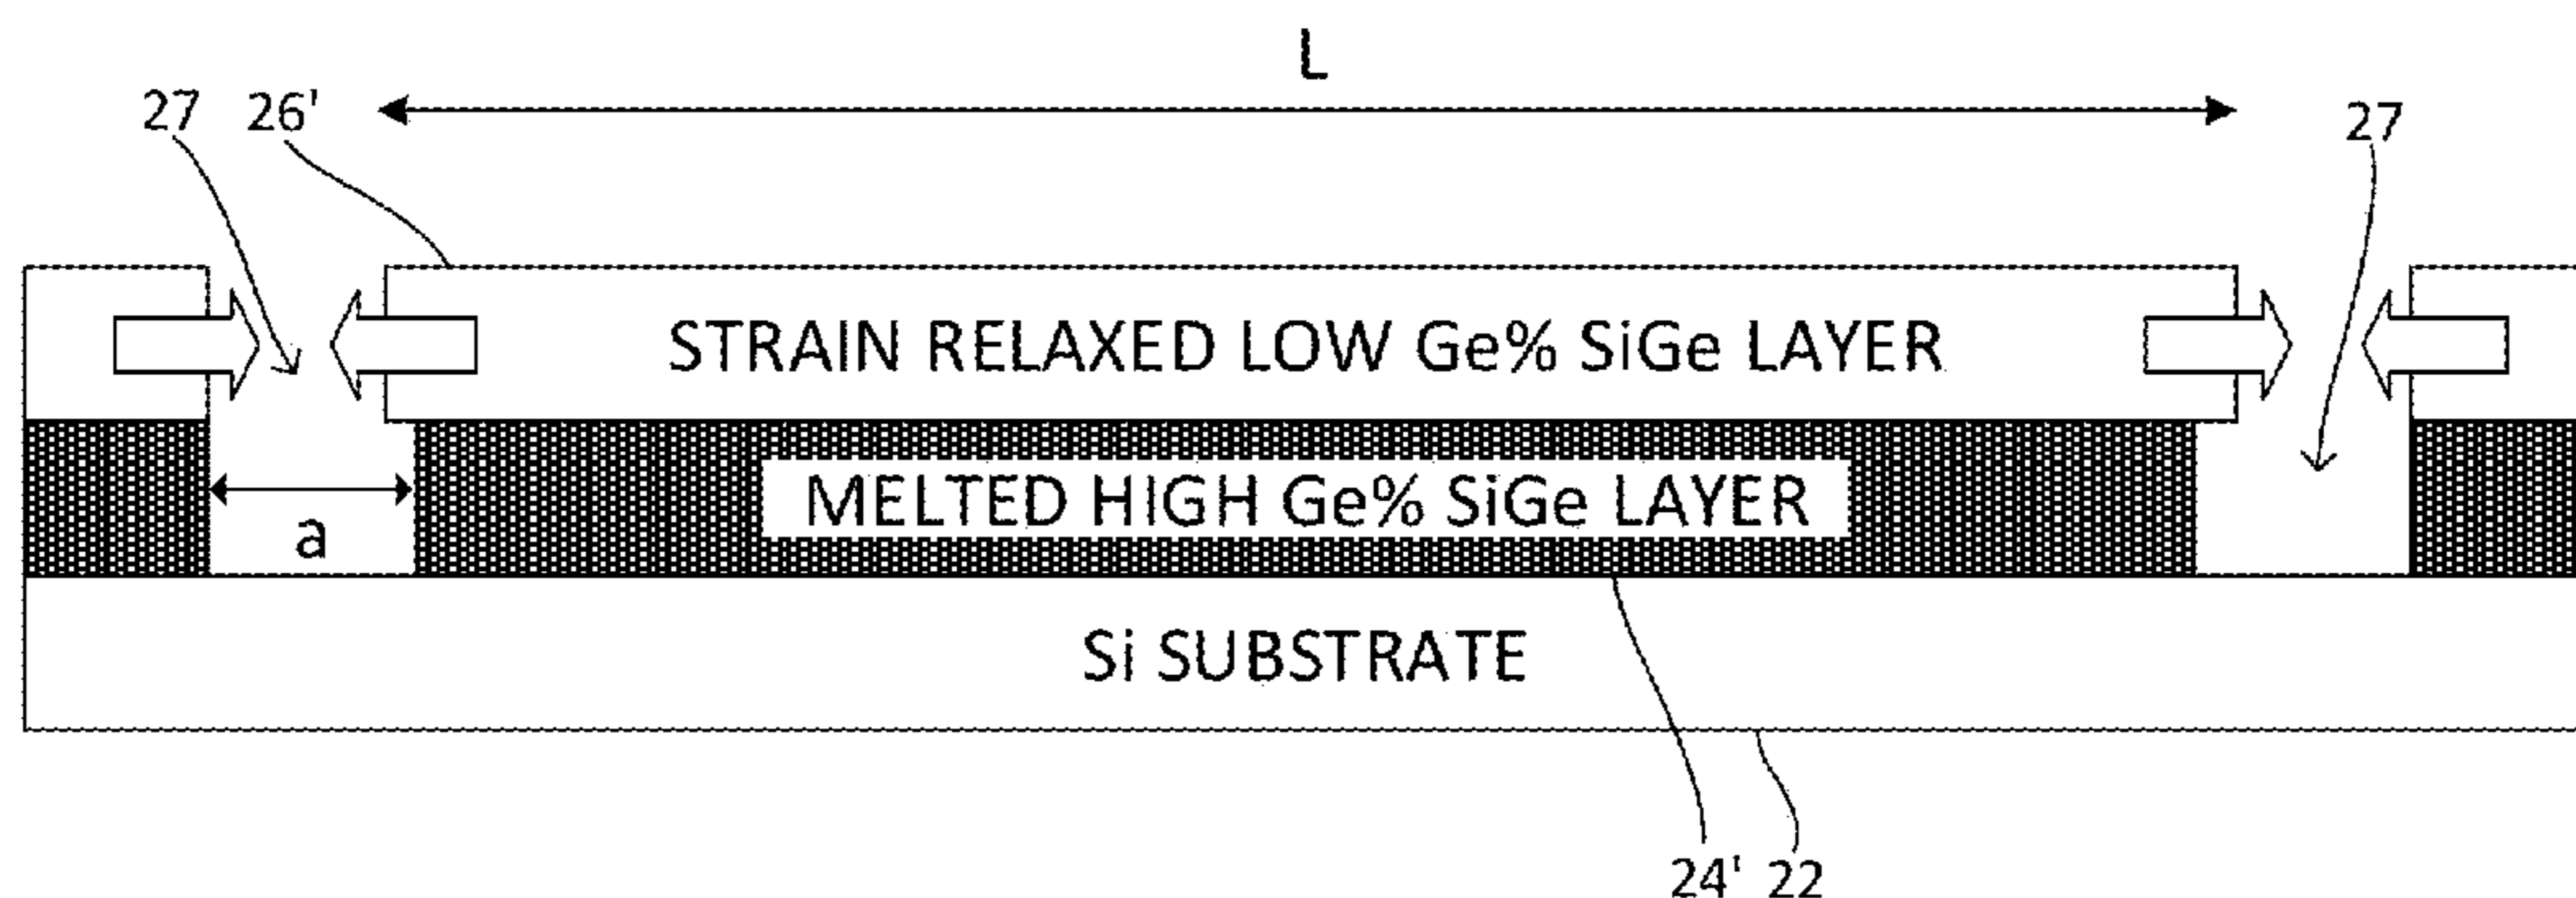 L
27 26' 27
STRAIN RELAXED LOW Ge% SiGe LAYER
MELTED HIGH Ge% SiGe LAYER
a
Si SUBSTRATE
24' 22